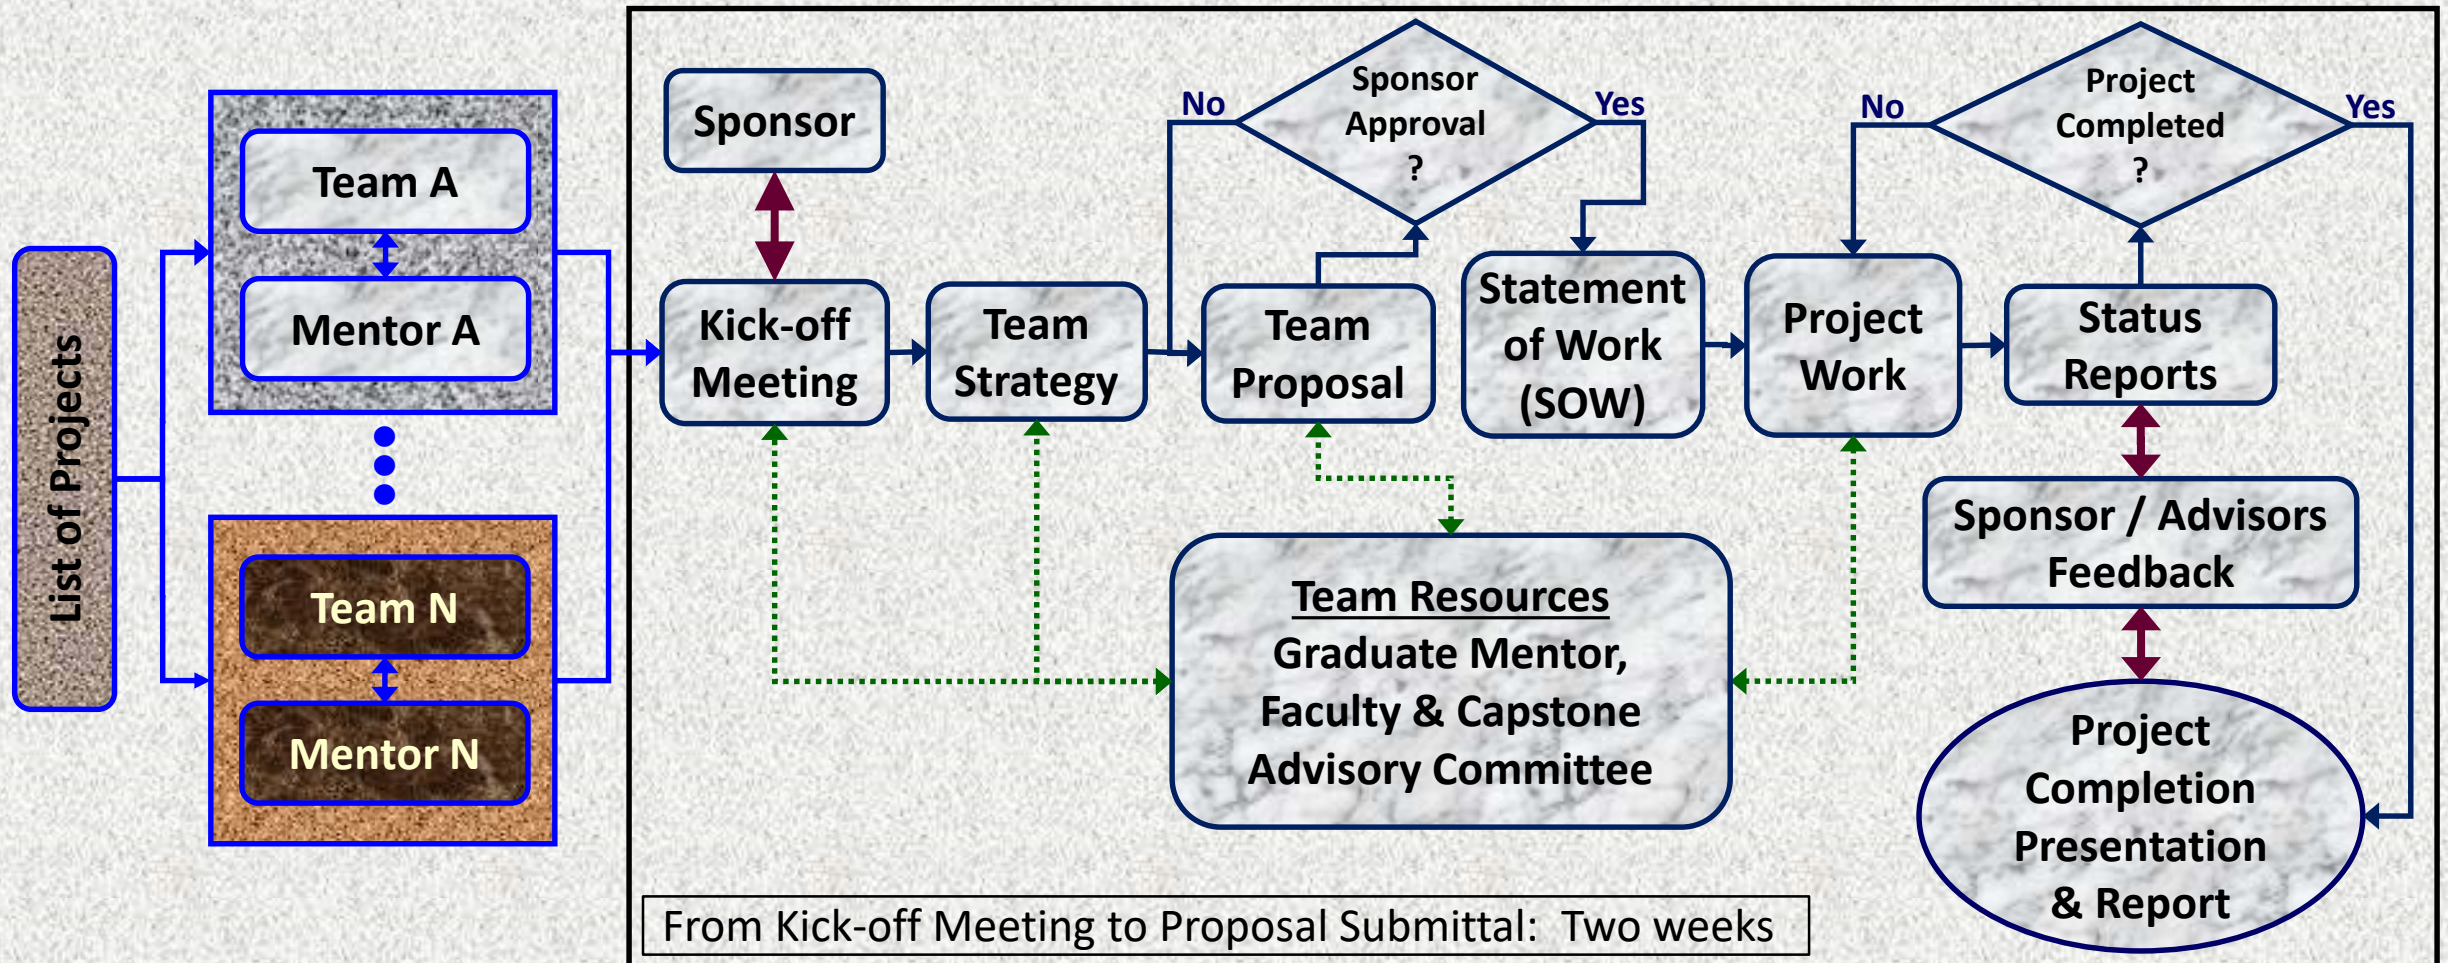 List of Projects
Team A
Mentor A
Team N
Mentor N
Sponsor
Kick-off
Meeting
Team
Strategy
Team
Proposal
No
Sponsor
Approval
?
Yes
Statement
of Work
(SOW)
Project
Work
Status
Reports
No
Project
Completed
?
Yes
Sponsor / Advisors
Feedback
Project
Completion
Presentation
& Report
Team Resources
Graduate Mentor,
Faculty & Capstone
Advisory Committee
From Kick-off Meeting to Proposal Submittal:  Two weeks